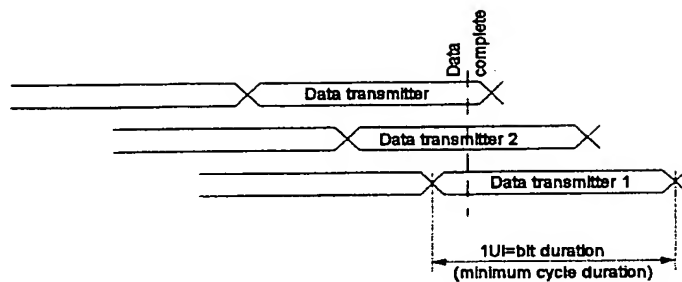 Data
complete
Data transmitter
Data transmitter 2
Data transmitter 1
1UI=bit duration
(minimum cycle duration)